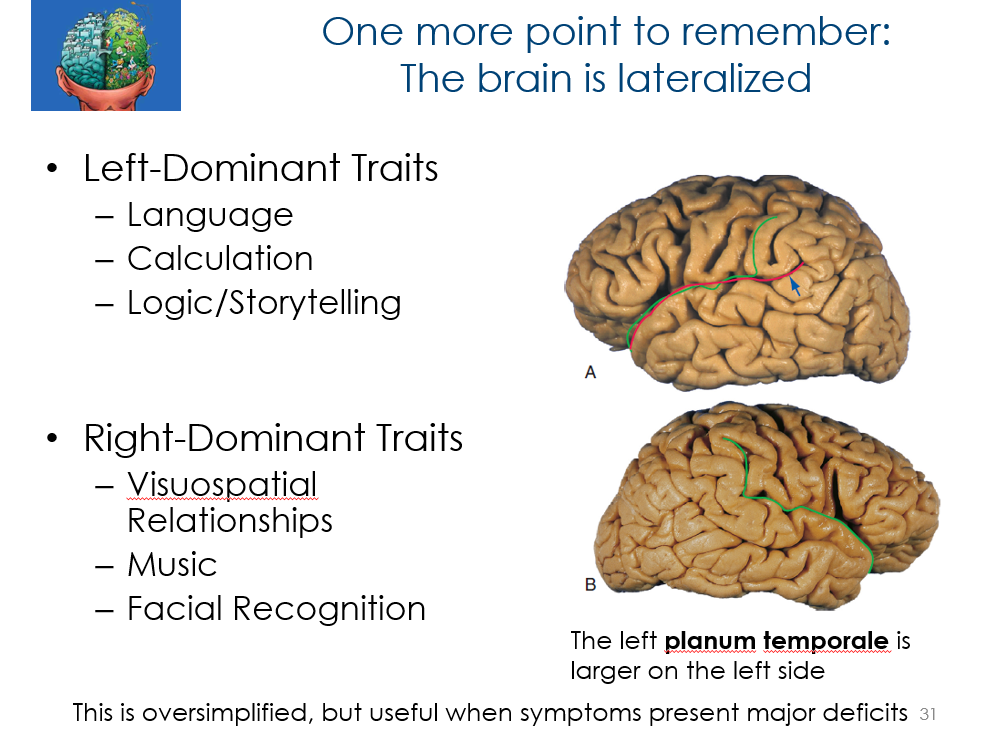 One more point to remember:
The brain is lateralized
• Left-Dominant Traits
– Language
– Calculation
– Logic/Storytelling
• Right-Dominant Traits
– Visuospatial
Relationships
– Music
– Facial Recognition
A
B
The left planum temporale is
larger on the left side
This is oversimplified, but useful when symptoms present major deficits 31